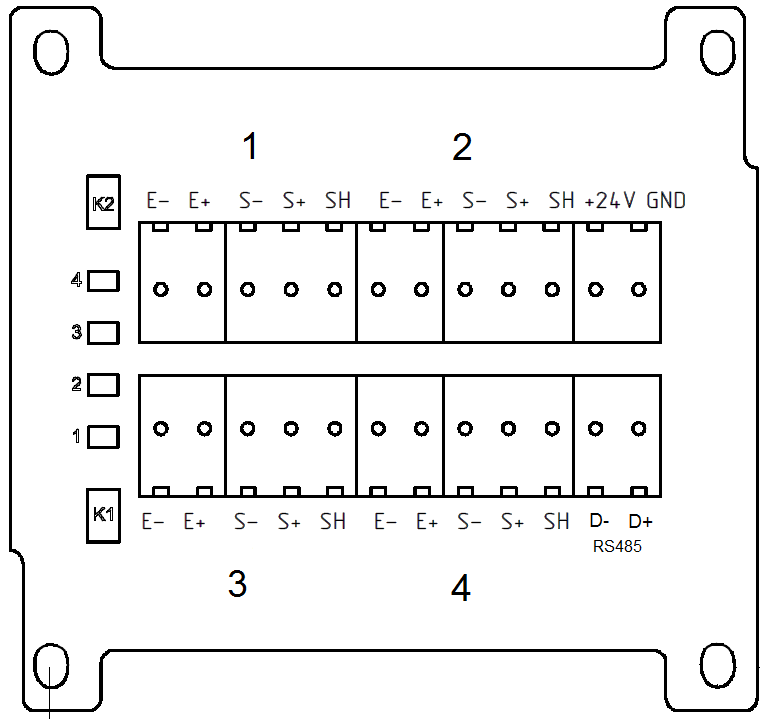 1 2
E- E+ S- S+ SH E- E+ S- S+ SH +24V GND
K2
4
3
2
1
K1
E- E+ S- S+ SH E- E+ S- S+ SH D- D+
RS485
3 4